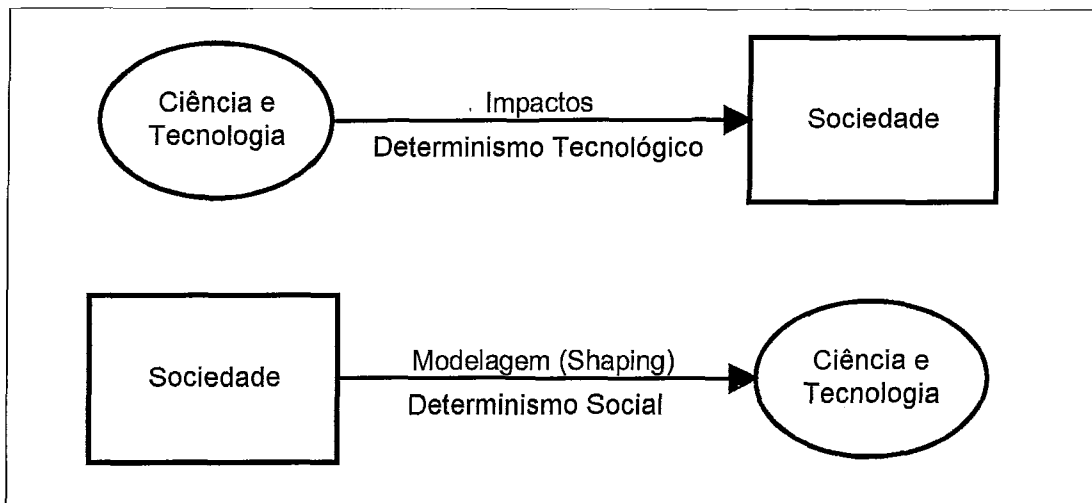 Ciência e
Tecnologia
Impactos
Determinismo Tecnológico
Sociedade
Sociedade
Modelagem (Shaping)
Determinismo Social
Ciência e
Tecnologia